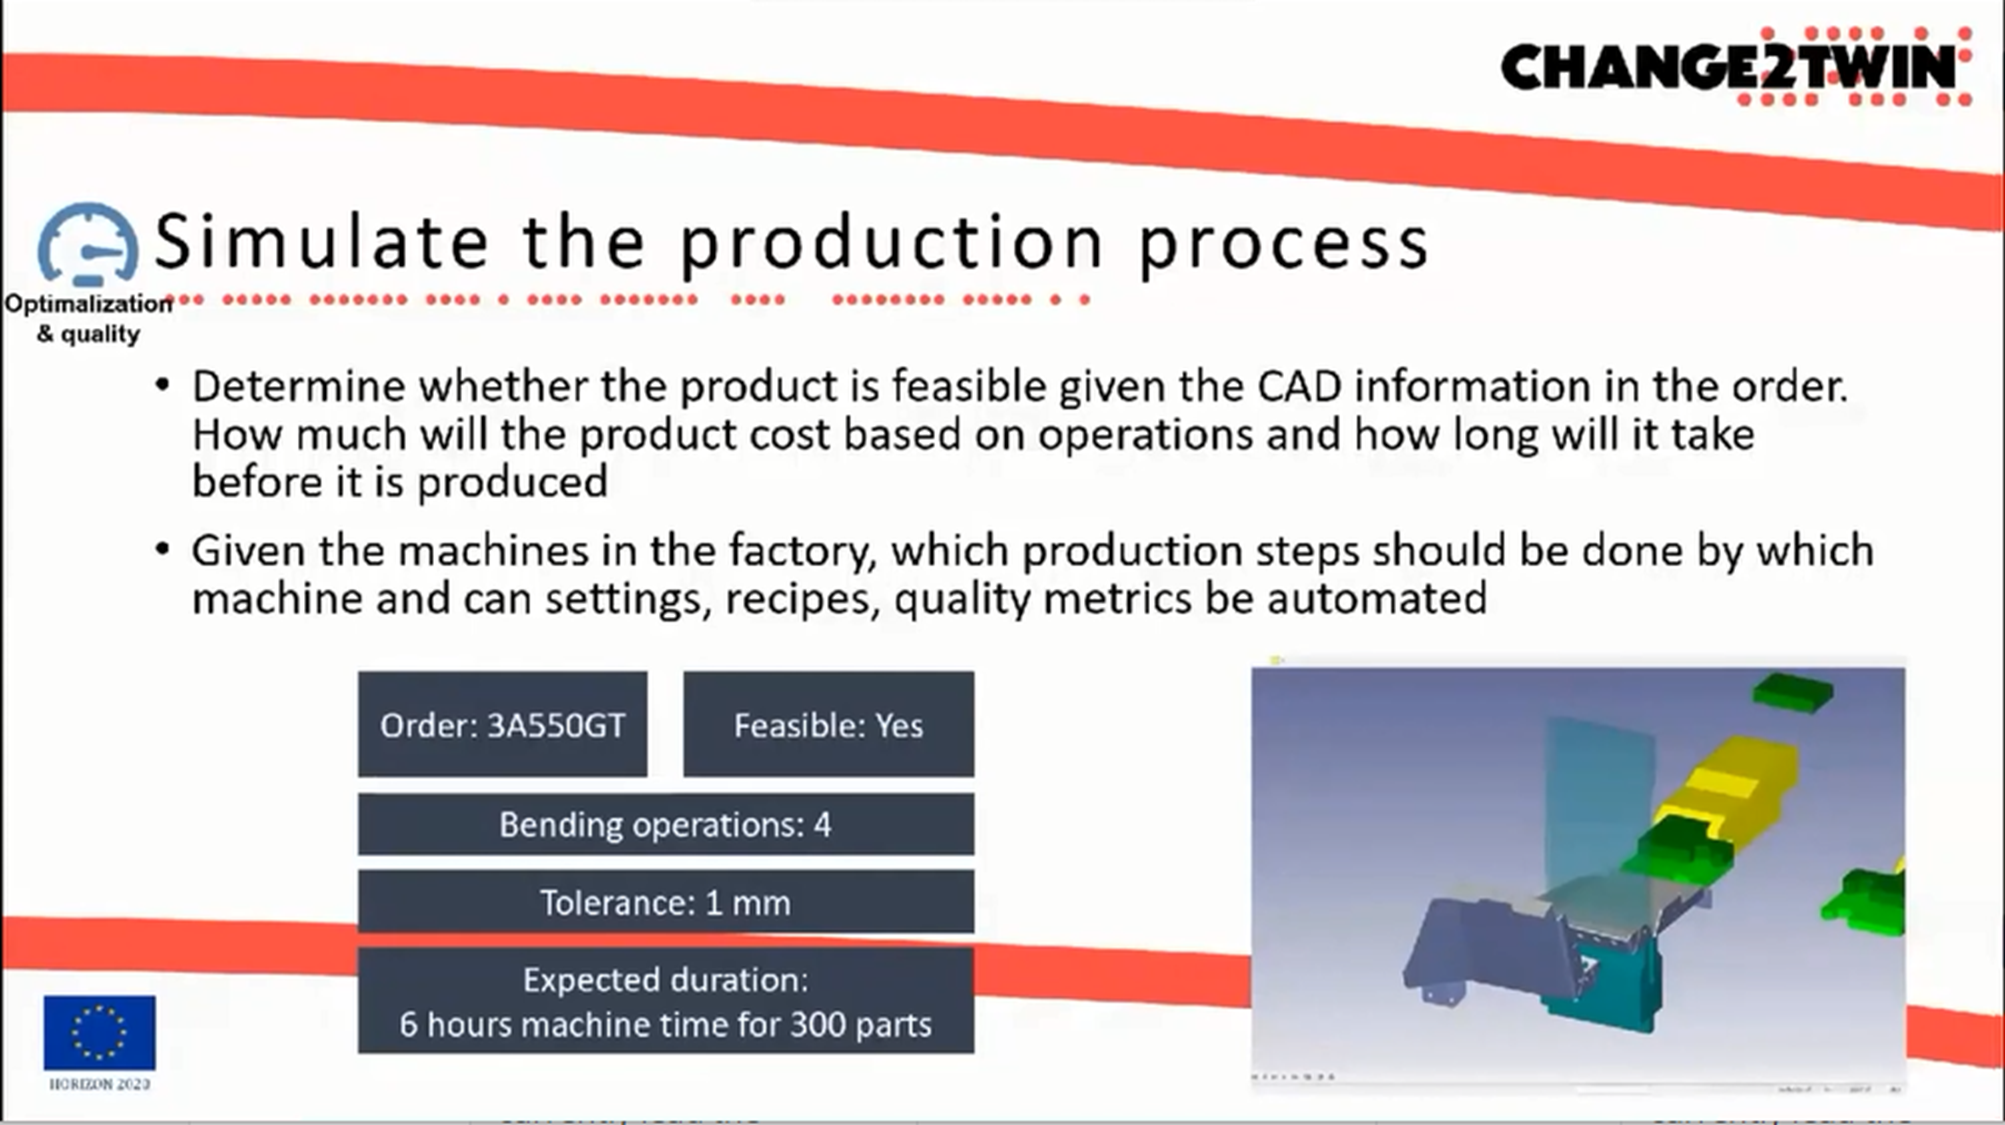 CHANGE2TWIN
Simulate the production process
Optimalization
& quality
• Determine whether the product is feasible given the CAD information in the order.
How much will the product cost based on operations and how long will it take
before it is produced
• Given the machines in the factory, which production steps should be done by which
machine and can settings, recipes, quality metrics be automated
Order: 3A550GT
Feasible: Yes
Bending operations: 4
Tolerance: 1 mm
Expected duration:
6 hours machine time for 300 parts
HORIZON 2020